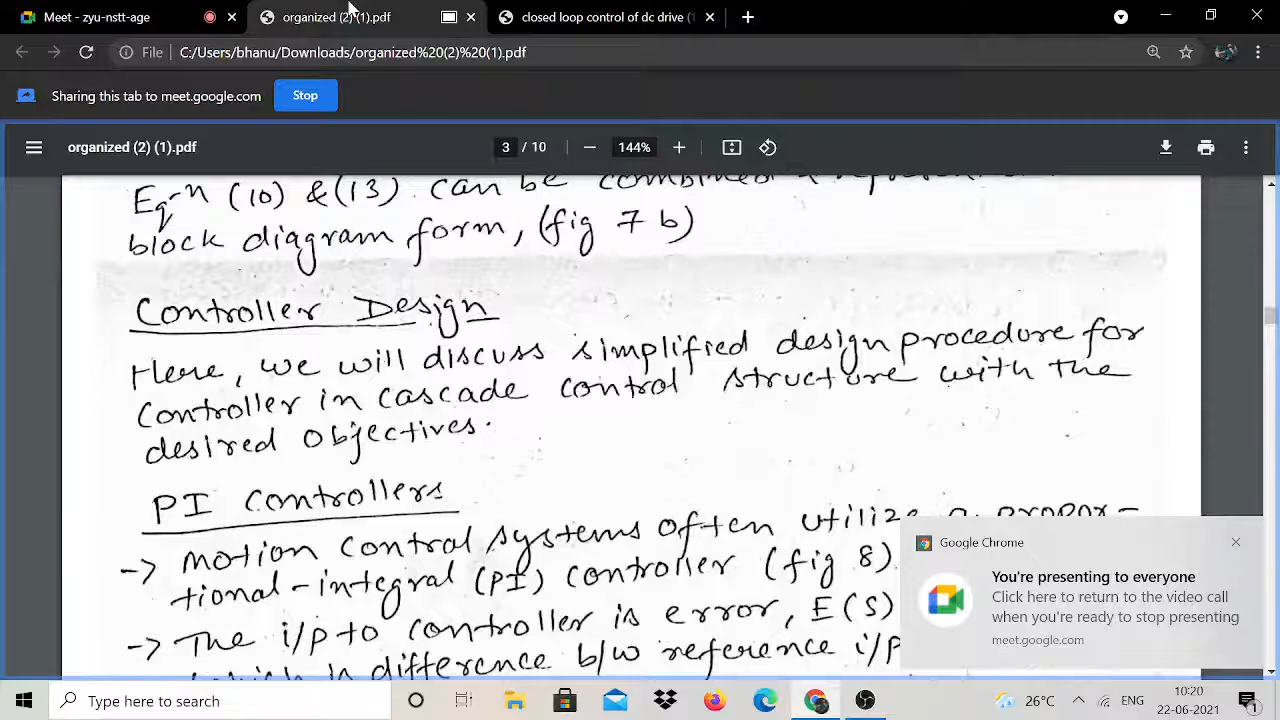 Meet - zyu-nstt-age
organized (2) (1).pdf
closed loop control of dc drive (1
File
C:/Users/bhanu/Downloads/organized%20(2)%20(1).pdf
Sharing this tab to meet.google.com
Stop
organized (2) (1).pdf
3 / 10
144%
Eq-n (10) & (13) can be combined &
block diagram form, (fig 7 b)
Controller Design
Here, we will discuss simplified design procedure for
Controller in cascade control structure with the
desired objectives.
PI Controllers
-> Motion control systems often utilize a propor-
tional-integral (PI) controller (fig 8)
-> The i/p to controller is error, E(S)
which is difference b/w reference i/p
Google Chrome
You're presenting to everyone
Click here to return to the video call
when you're ready to stop presenting
meet.google.com
Type here to search
26°C
ENG
10:20
22-06-2021
1